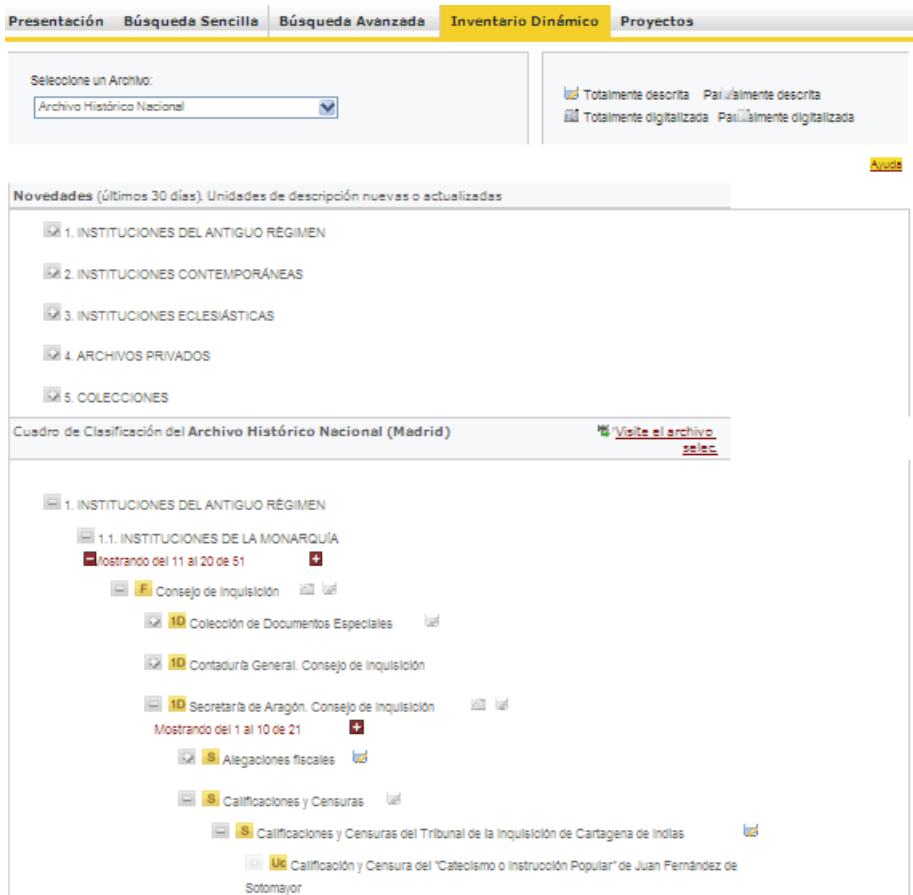 Presentación Búsqueda Sencilla Búsqueda Avanzada Inventario Dinámico Proyectos
Seleccione un Archivo:
Archivo Histórico Nacional
Totalmente descrita Parcialmente descrita
Totalmente digitalizada Parcialmente digitalizada
Ayuda
Novedades (últimos 30 días). Unidades de descripción nuevas o actualizadas
1. INSTITUCIONES DEL ANTIGUO RÉGIMEN
2. INSTITUCIONES CONTEMPORÁNEAS
3. INSTITUCIONES ECLESIÁSTICAS
4. ARCHIVOS PRIVADOS
5. COLECCIONES
Cuadro de Clasificación del Archivo Histórico Nacional (Madrid)
Visite el archivo
selec.
1. INSTITUCIONES DEL ANTIGUO RÉGIMEN
1.1. INSTITUCIONES DE LA MONARQUÍA
Mostrando del 11 al 20 de 51
F Consejo de Inquisición
1D Colección de Documentos Especiales
1D Contaduría General. Consejo de Inquisición
1D Secretaría de Aragón. Consejo de Inquisición
Mostrando del 1 al 10 de 21
S Alegaciones fiscales
S Calificaciones y Censuras
S Calificaciones y Censuras del Tribunal de la Inquisición de Cartagena de Indias
Uc Calificación y Censura del "Catecismo o Instrucción Popular" de Juan Fernández de
Sotomayor